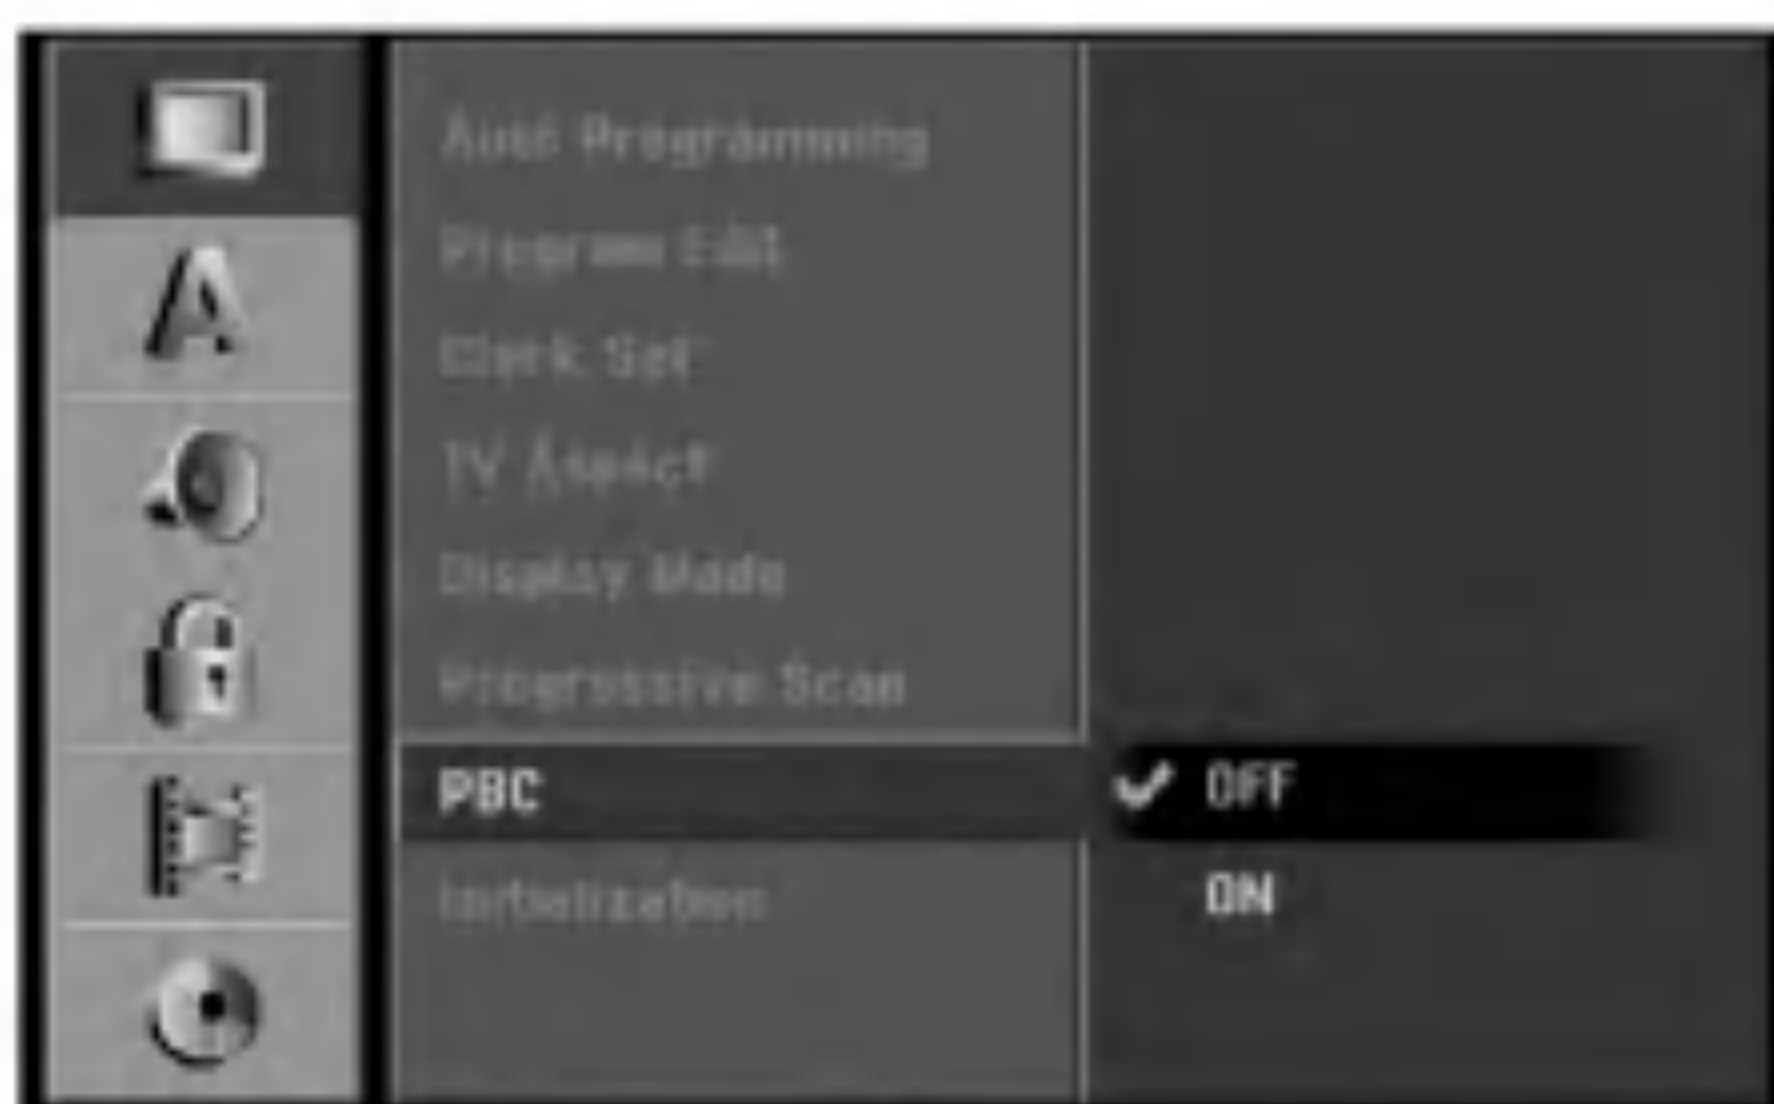 Auto Programming
Program Edit
Clock Set
TV Aspect
Display Mode
Progressive Scan
PBC
✔ OFF
Initialization
ON